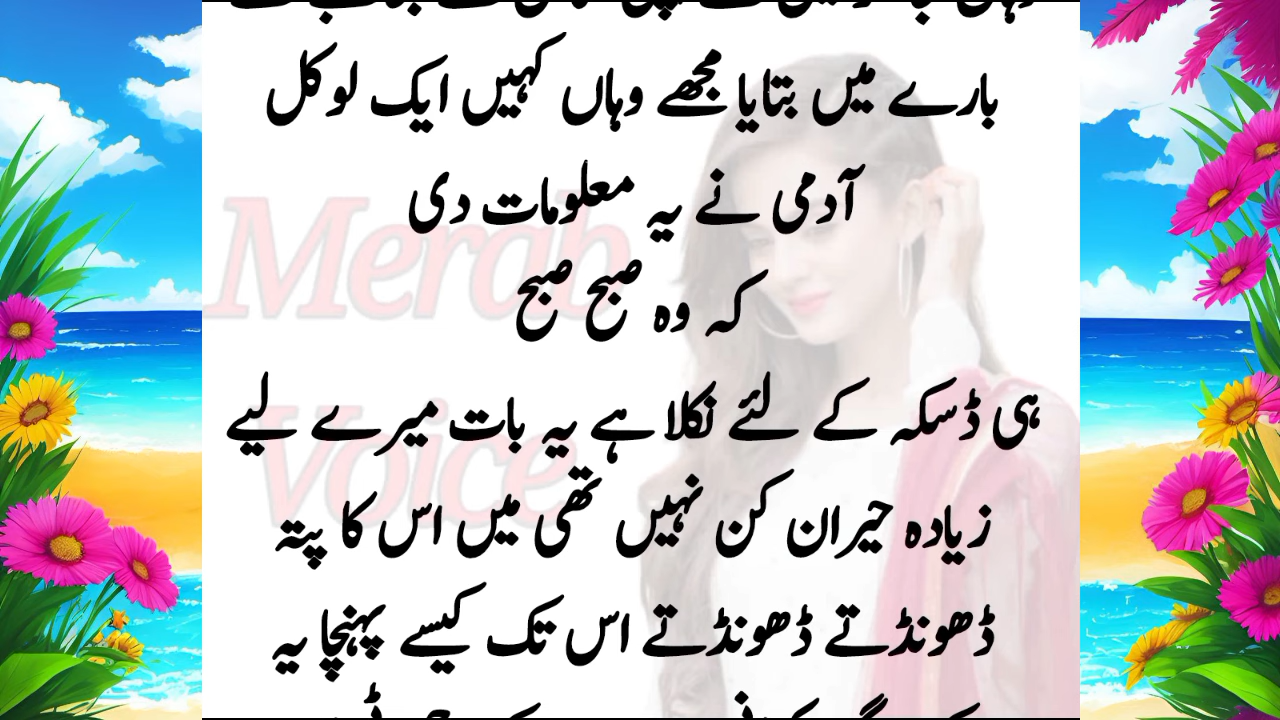 بارے میں بتایا مجھے وہاں کہیں ایک لوکل
آدمی نے یہ معلومات دی
کہ وہ صبح صبح
ہی ڈسکہ کے لئے نکلا ہے یہ بات میرے لیے
زیادہ حیران کن نہیں تھی میں اس کا پتہ
ڈھونڈتے ڈھونڈتے اس تک کیسے پہنچا یہ
Merab
Voice